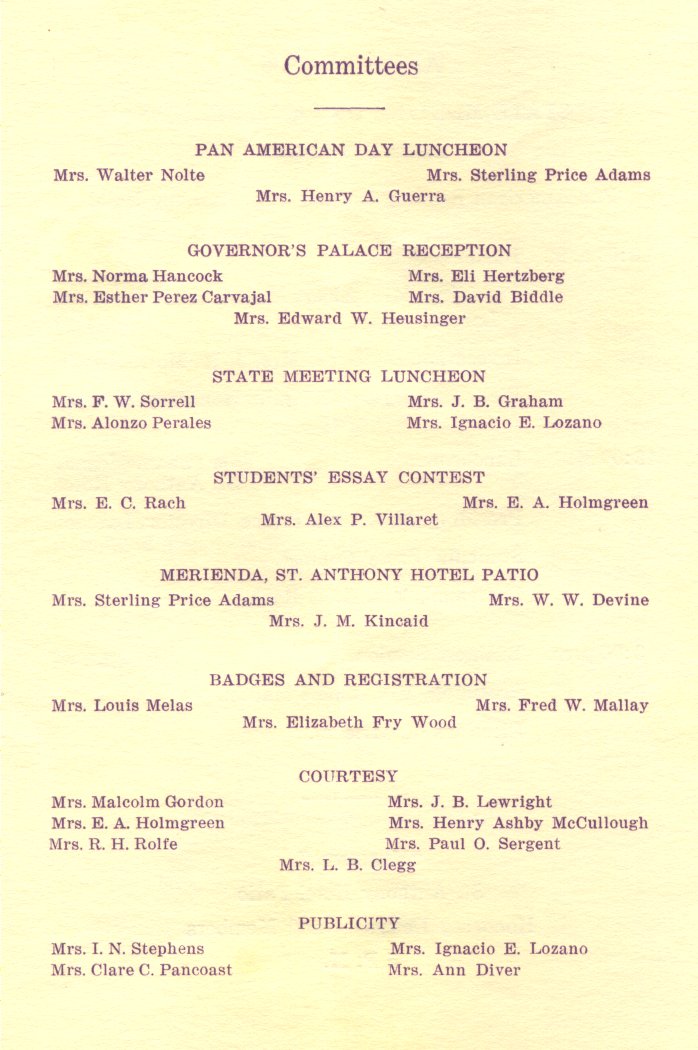 Committees
PAN AMERICAN DAY LUNCHEON
Mrs. Walter Nolte Mrs. Sterling Price Adams
Mrs. Henry A. Guerra
GOVERNOR'S PALACE RECEPTION
Mrs. Norma Hancock Mrs. Eli Hertzberg
Mrs. Esther Perez Carvajal Mrs. David Biddle
Mrs. Edward W. Heusinger
STATE MEETING LUNCHEON
Mrs. F. W. Sorrell Mrs. J. B. Graham
Mrs. Alonzo Perales Mrs. Ignacio E. Lozano
STUDENTS' ESSAY CONTEST
Mrs. E. C. Rach Mrs. E. A. Holmgreen
Mrs. Alex P. Villaret
MERIENDA, ST. ANTHONY HOTEL PATIO
Mrs. Sterling Price Adams Mrs. W. W. Devine
Mrs. J. M. Kincaid
BADGES AND REGISTRATION
Mrs. Louis Melas Mrs. Fred W. Mallay
Mrs. Elizabeth Fry Wood
COURTESY
Mrs. Malcolm Gordon Mrs. J. B. Lewright
Mrs. E. A. Holmgreen Mrs. Henry Ashby McCullough
Mrs. R. H. Rolfe Mrs. Paul O. Sergent
Mrs. L. B. Clegg
PUBLICITY
Mrs. I. N. Stephens Mrs. Ignacio E. Lozano
Mrs. Clare C. Pancoast Mrs. Ann Diver